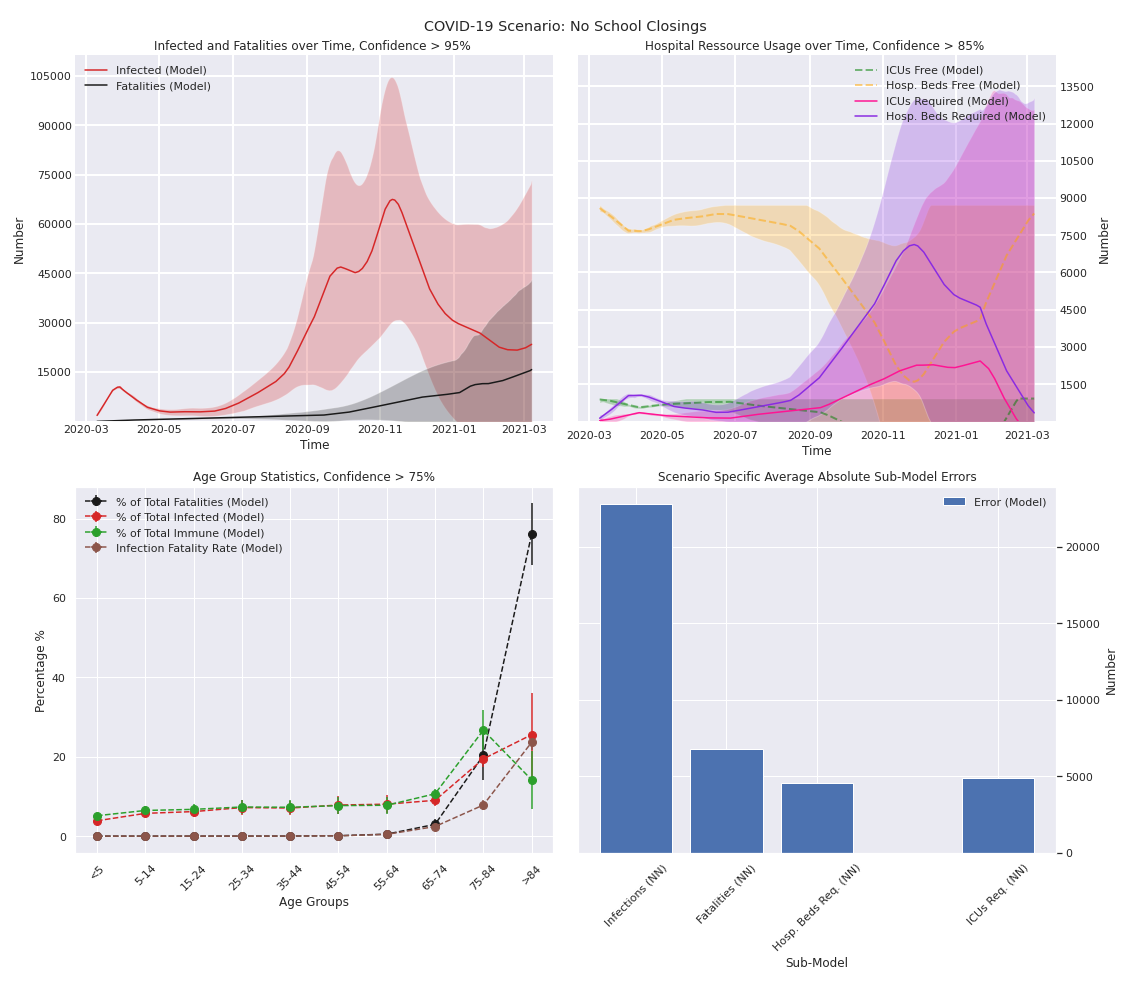 COVID-19 Scenario: No School Closings
Infected and Fatalities over Time, Confidence > 95%
Infected (Model)
Fatalities (Model)
105000
90000
75000
60000
45000
30000
15000
Number
2020-03 2020-05 2020-07 2020-09 2020-11 2021-01 2021-03
Time
Hospital Ressource Usage over Time, Confidence > 85%
ICUs Free (Model)
Hosp. Beds Free (Model)
ICUs Required (Model)
Hosp. Beds Required (Model)
13500
12000
10500
9000
7500
6000
4500
3000
1500
Number
2020-03 2020-05 2020-07 2020-09 2020-11 2021-01 2021-03
Time
Age Group Statistics, Confidence > 75%
% of Total Fatalities (Model)
% of Total Infected (Model)
% of Total Immune (Model)
Infection Fatality Rate (Model)
80
60
40
20
0
Percentage %
<5 5-14 15-24 25-34 35-44 45-54 55-64 65-74 75-84 >84
Age Groups
Scenario Specific Average Absolute Sub-Model Errors
Error (Model)
20000
15000
10000
5000
0
Number
Infections (NN) Fatalities (NN) Hosp. Beds Req. (NN) ICUs Req. (NN)
Sub-Model